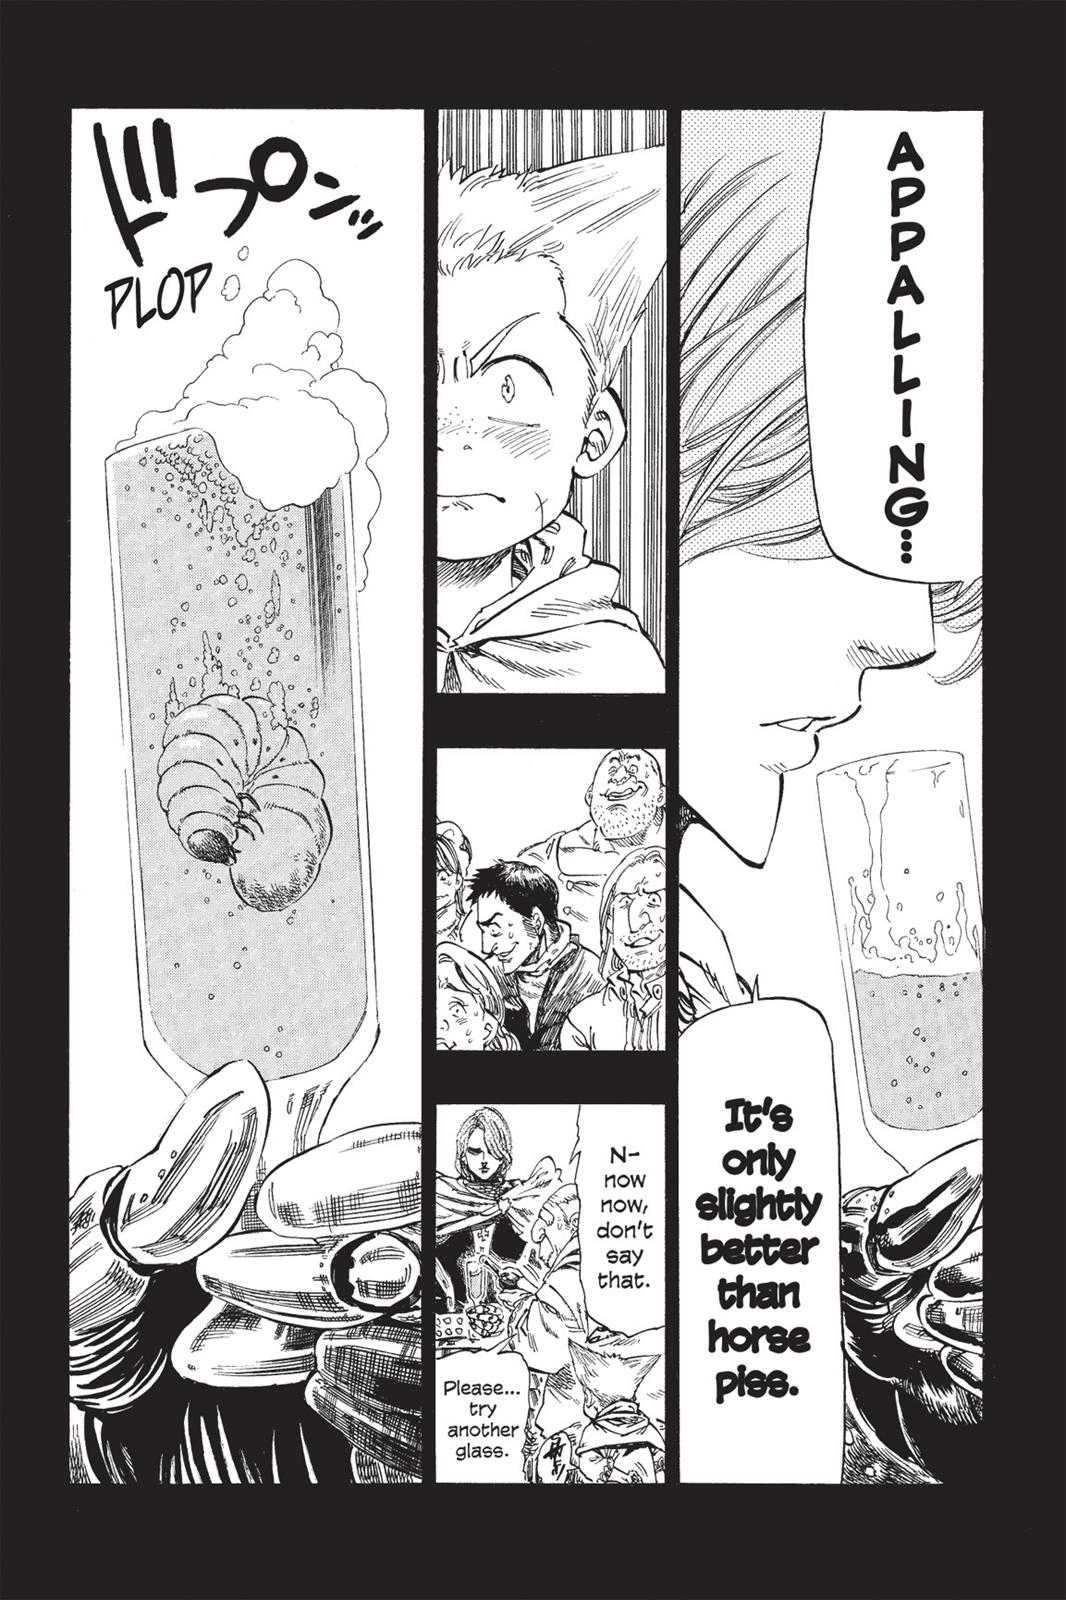 APPALLING...
It's
only
slightly
better
than
horse
piss.
N-
now
now,
don't
say
that.
Please...
try
another
glass.
ドプンッ
PLOP